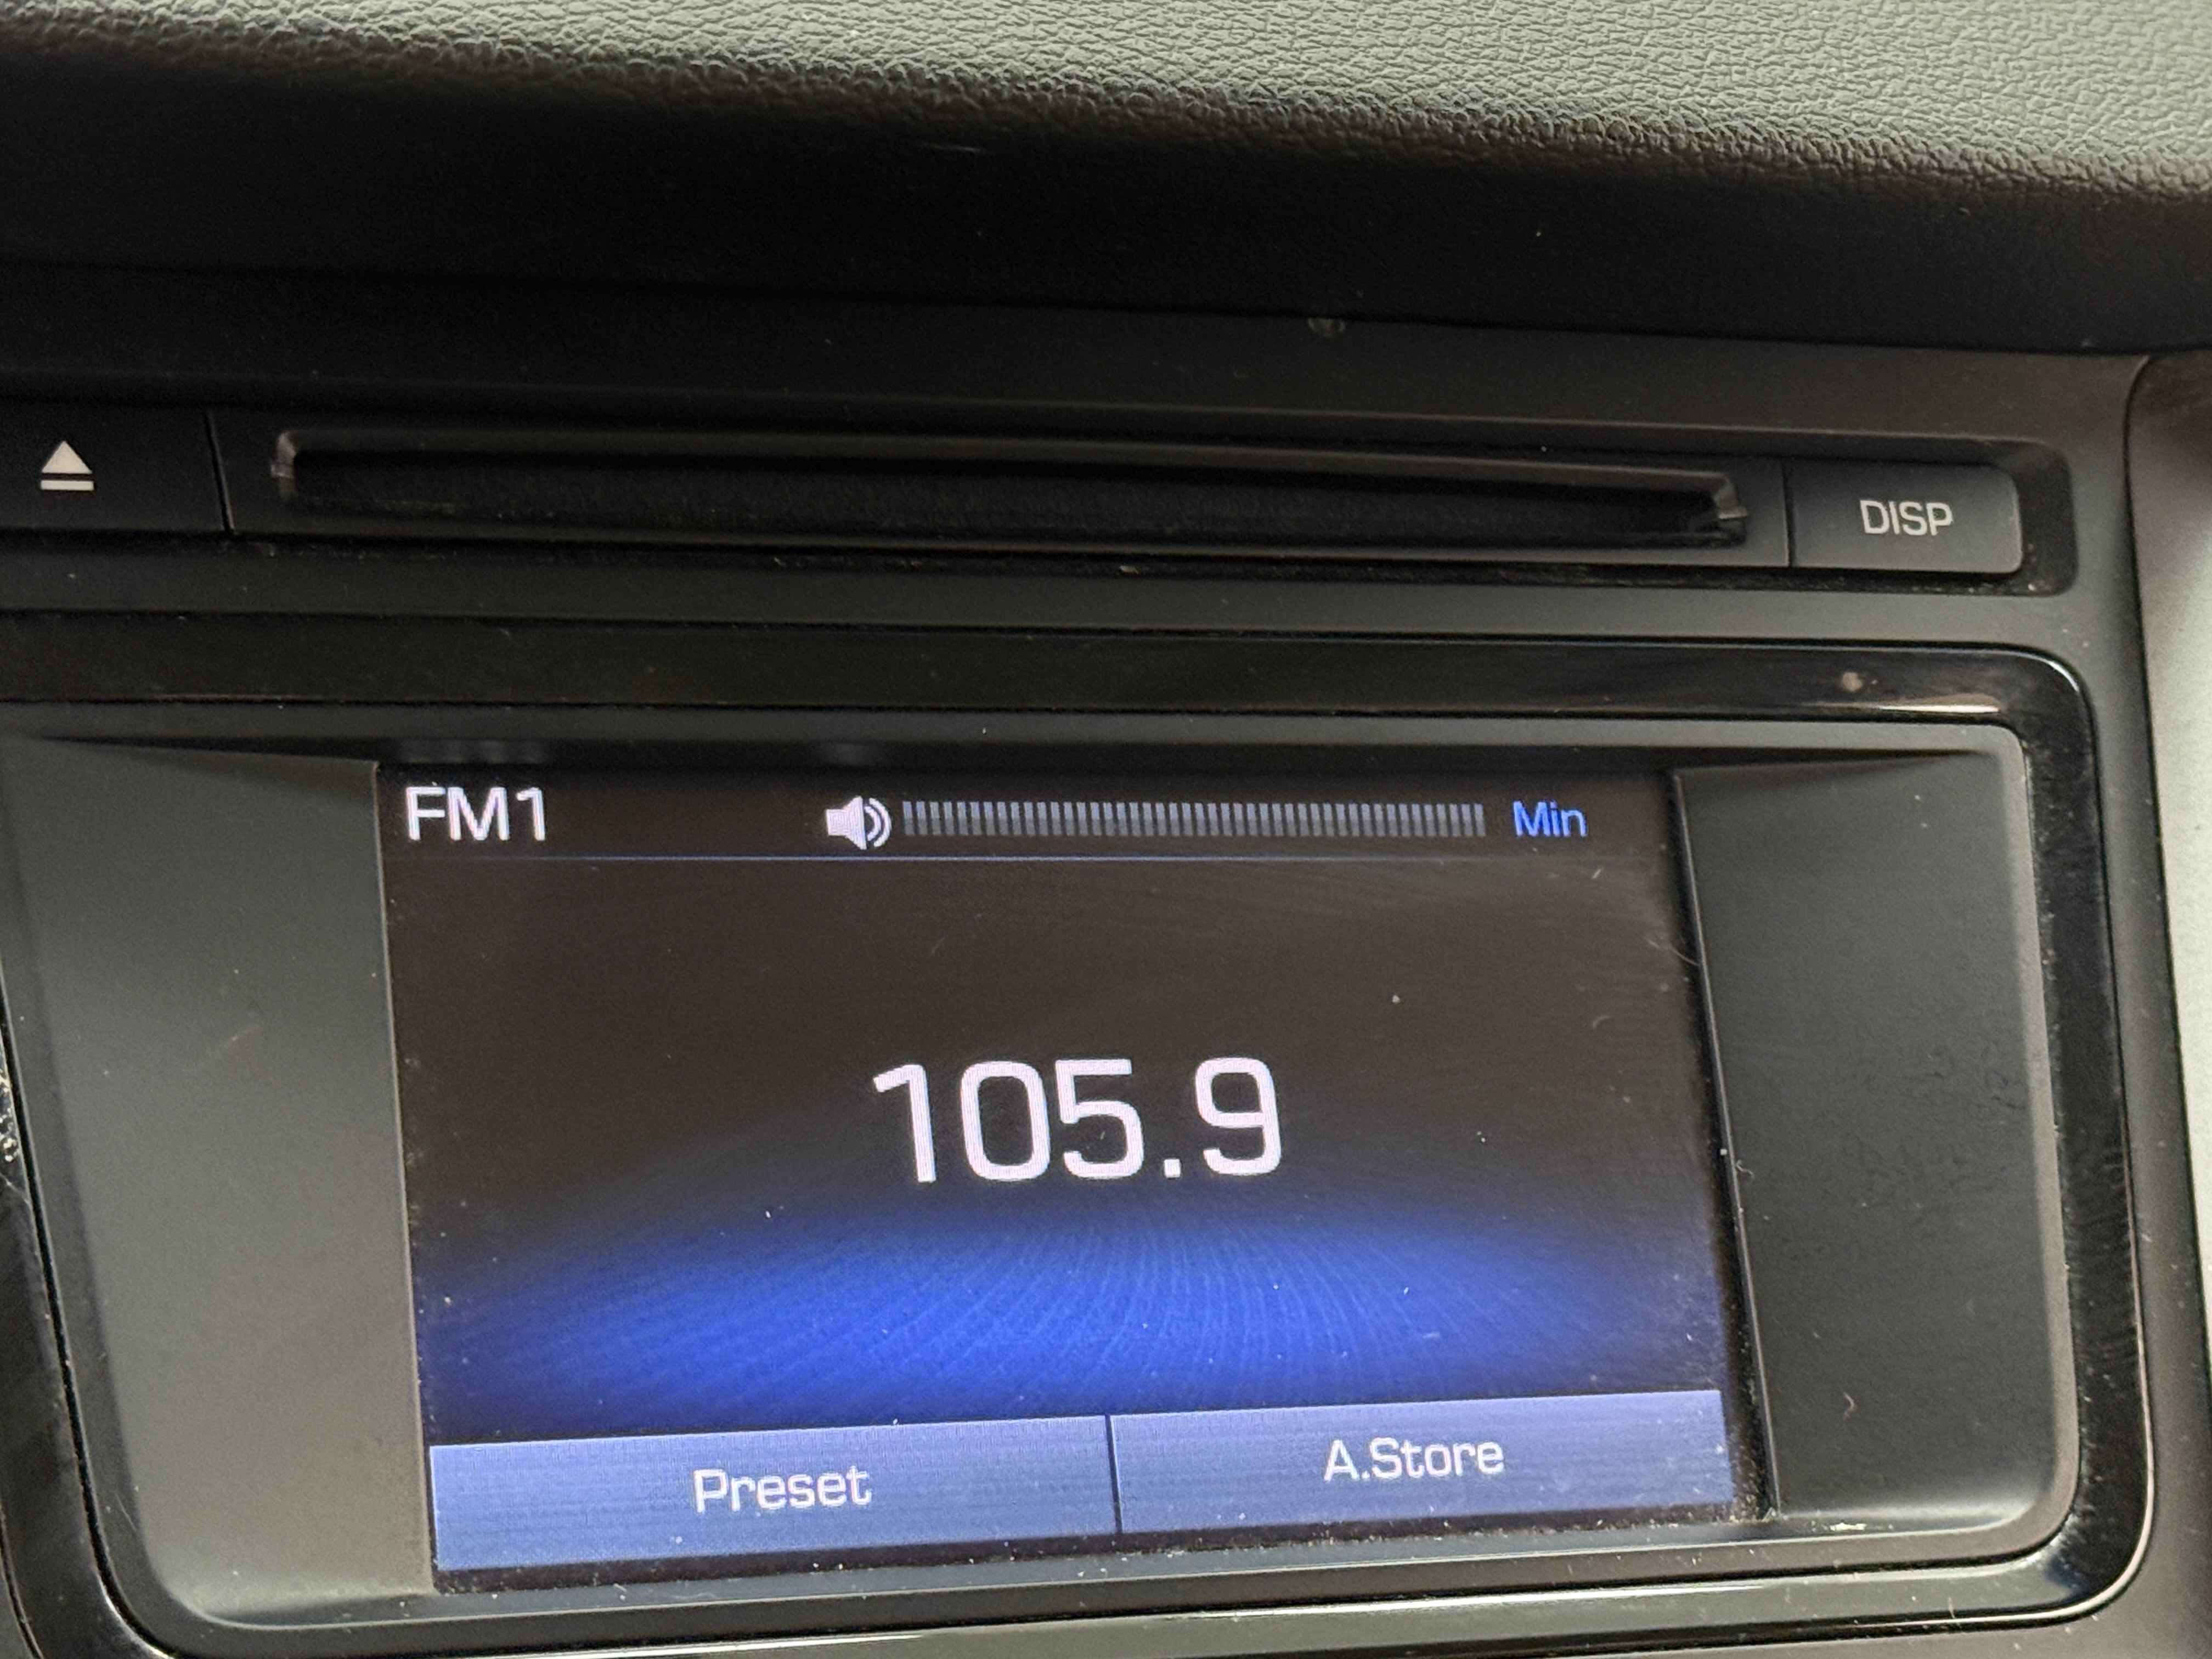 DISP
FM1 Min
105.9
Preset A.Store